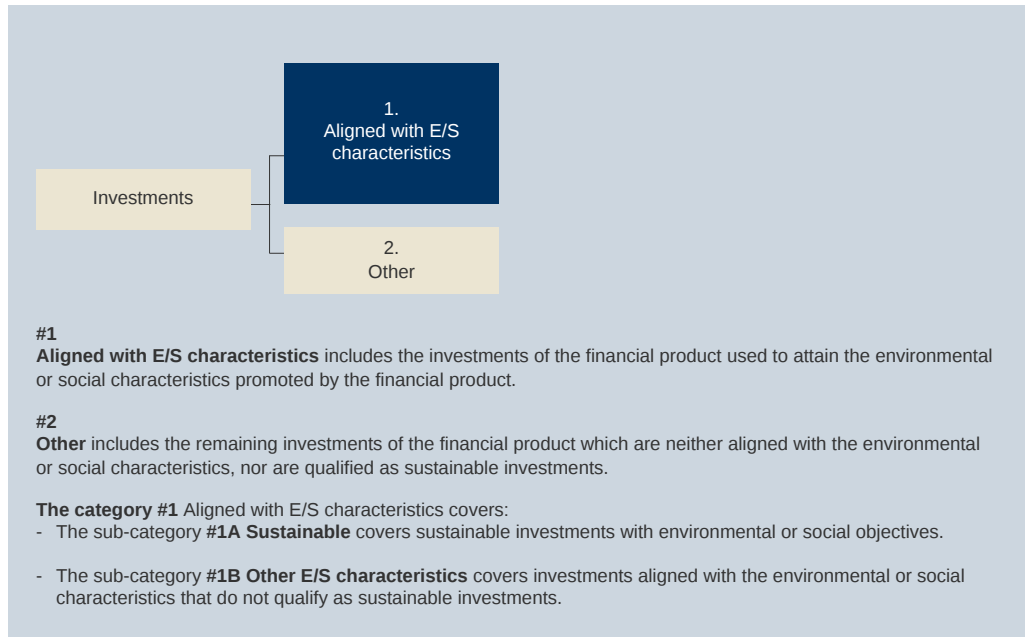 1.
Aligned with E/S
characteristics
Investments
2.
Other
#1
Aligned with E/S characteristics includes the investments of the financial product used to attain the environmental
or social characteristics promoted by the financial product.
#2
Other includes the remaining investments of the financial product which are neither aligned with the environmental
or social characteristics, nor are qualified as sustainable investments.
The category #1 Aligned with E/S characteristics covers:
- The sub-category #1A Sustainable covers sustainable investments with environmental or social objectives.
- The sub-category #1B Other E/S characteristics covers investments aligned with the environmental or social
characteristics that do not qualify as sustainable investments.